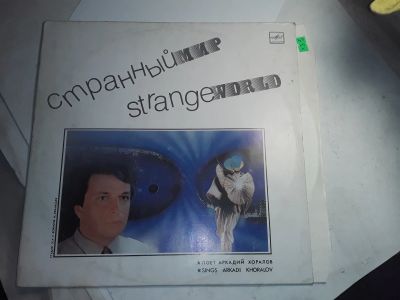 странный мир
strange WORLD
ПОЕТ АРКАДИЙ ХОРАЛОВ
SINGS ARKADI KHORALOV